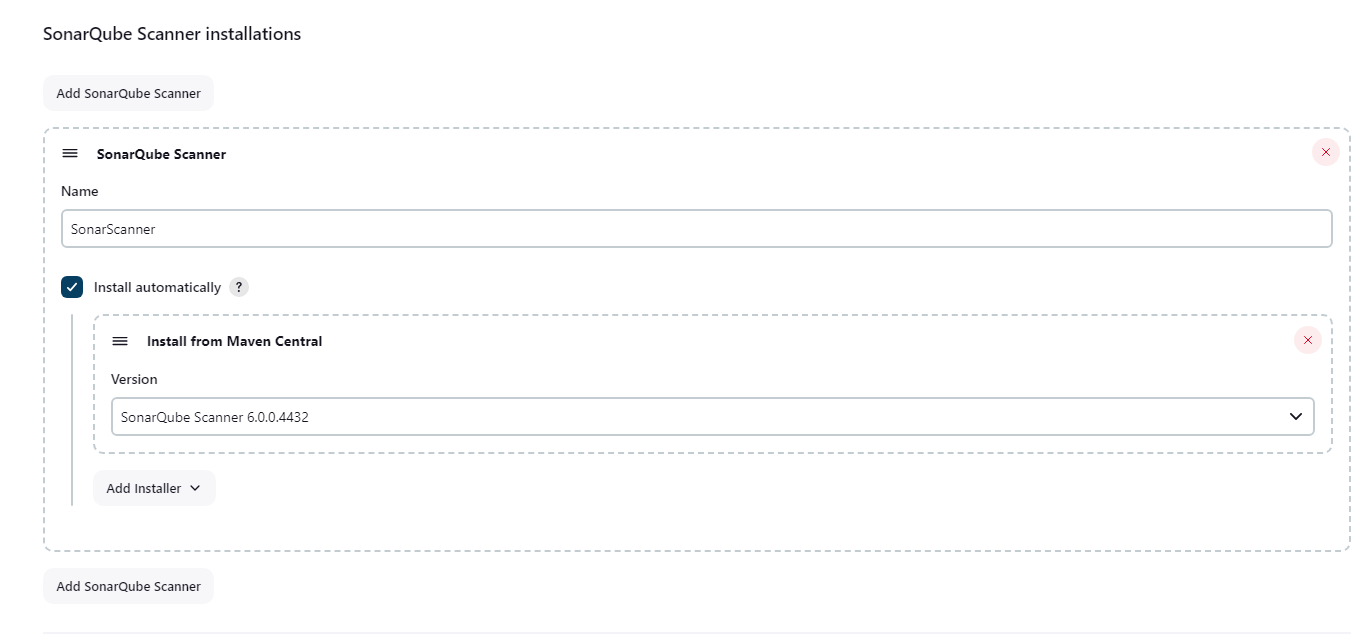 SonarQube Scanner installations
Add SonarQube Scanner
SonarQube Scanner
Name
SonarScanner
Install automatically ?
Install from Maven Central
Version
SonarQube Scanner 6.0.0.4432
Add Installer
Add SonarQube Scanner